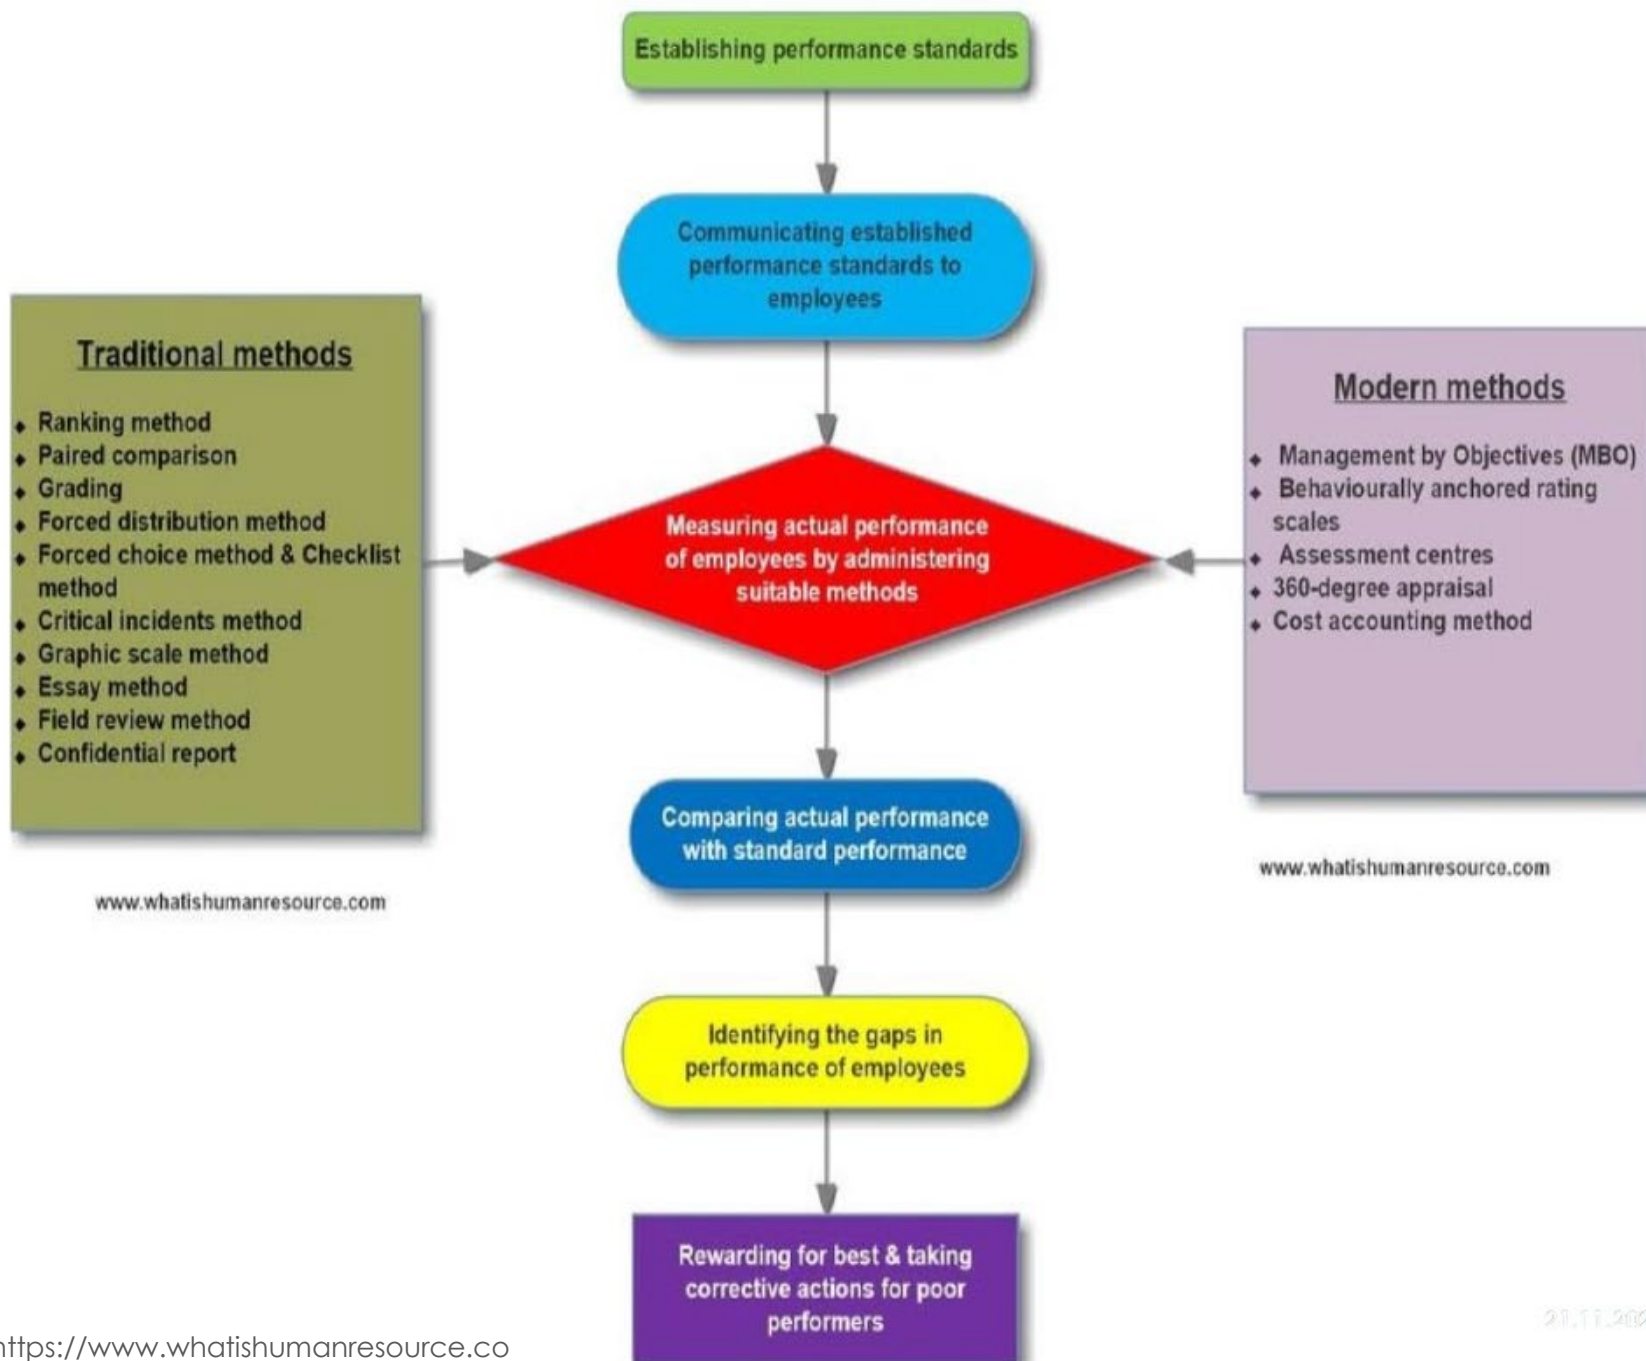 Establishing performance standards
Communicating established
performance standards to
employees
Traditional methods
Ranking method
Paired comparison
Grading
Forced distribution method
Forced choice method & Checklist
method
Critical incidents method
Graphic scale method
Essay method
Field review method
Confidential report
www.whatishumanresource.com
Measuring actual performance
of employees by administering
suitable methods
Modern methods
Management by Objectives (MBO)
Behaviourally anchored rating
scales
Assessment centres
360-degree appraisal
Cost accounting method
www.whatishumanresource.com
Comparing actual performance
with standard performance
Identifying the gaps in
performance of employees
Rewarding for best & taking
corrective actions for poor
performers
https://www.whatishumanresource.co